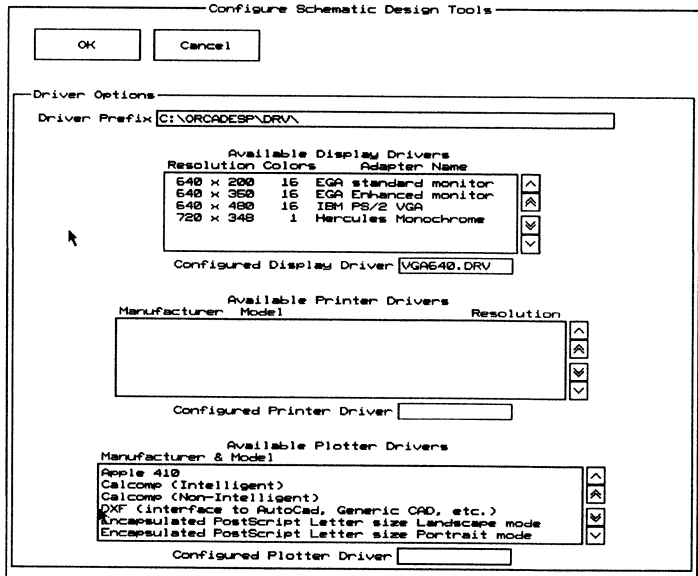 Configure Schematic Design Tools
OK
Cancel
Driver Options
Driver Prefix C:\ORCADESP\DRV\
Available Display Drivers
Resolution Colors Adapter Name
640 x 200 16 EGA standard monitor
640 x 350 16 EGA Enhanced monitor
640 x 480 16 IBM PS/2 VGA
720 x 348 1 Hercules Monochrome
Configured Display Driver VGA640.DRV
Available Printer Drivers
Manufacturer Model Resolution
Configured Printer Driver
Available Plotter Drivers
Manufacturer & Model
Apple 410
Calcomp (Intelligent)
Calcomp (Non-Intelligent)
DXF (interface to AutoCad, Generic CAD, etc.)
Encapsulated PostScript Letter size Landscape mode
Encapsulated PostScript Letter size Portrait mode
Configured Plotter Driver